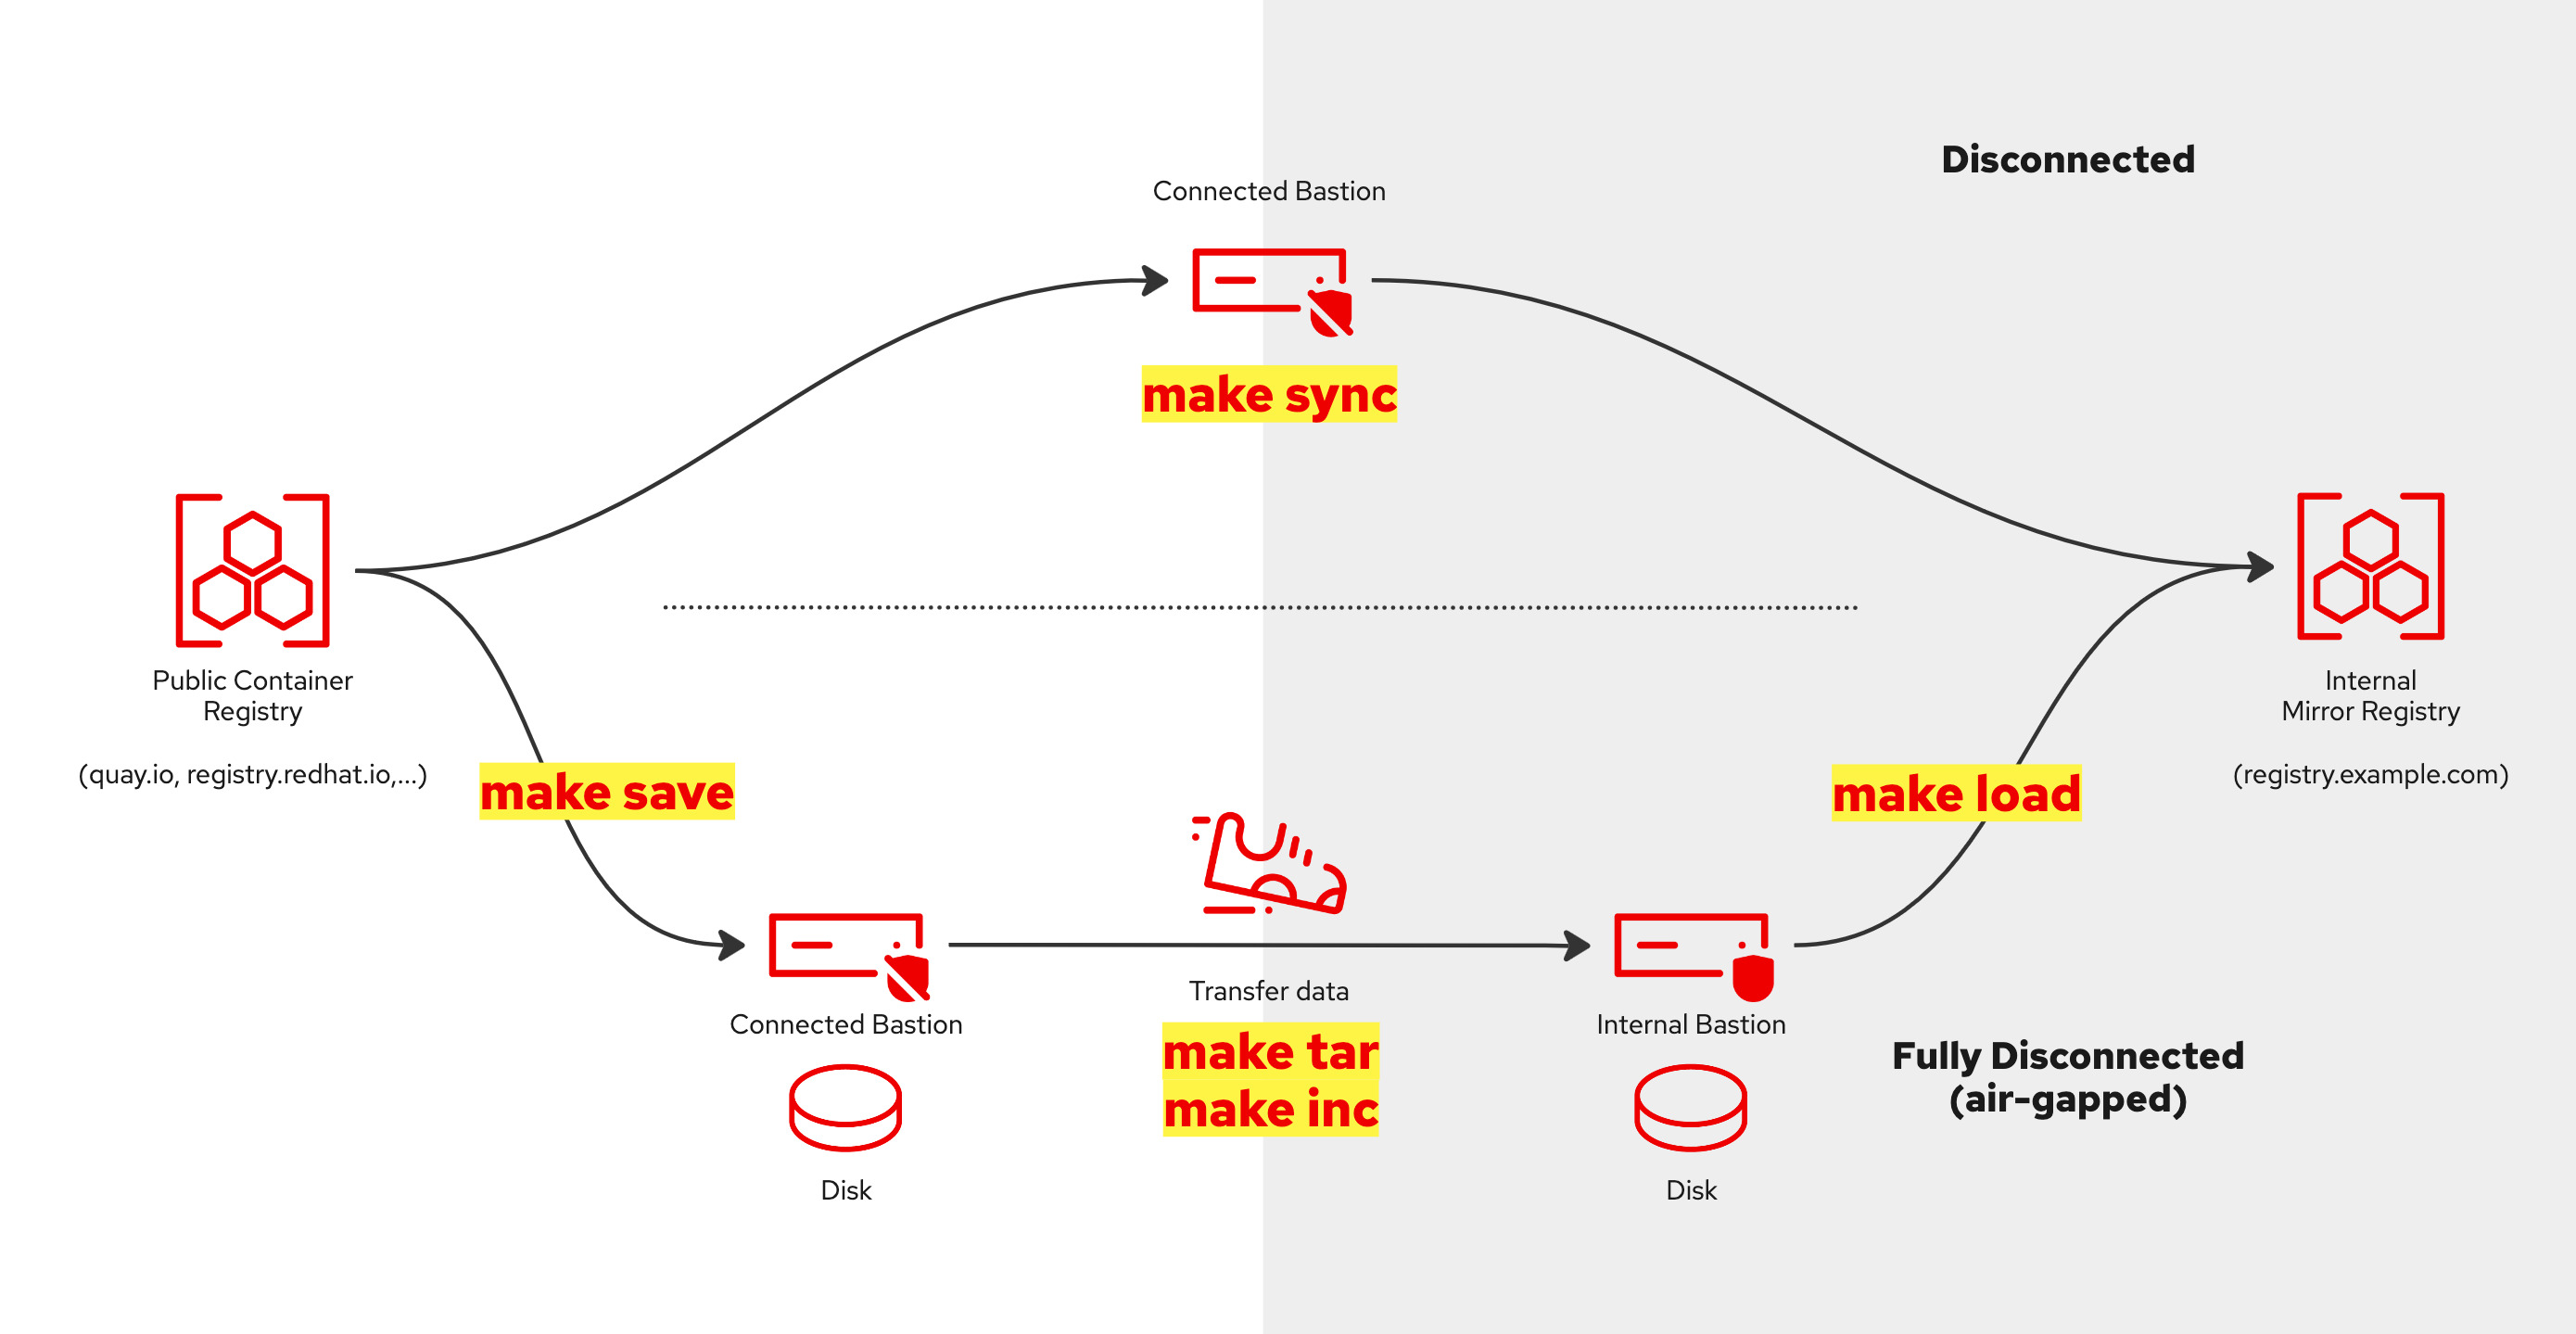 Disconnected
Connected Bastion
make sync
Public Container
Registry
(quay.io, registry.redhat.io,...)
Internal
Mirror Registry
(registry.example.com)
make save
make load
Transfer data
make tar
make inc
Connected Bastion
Disk
Internal Bastion
Disk
Fully Disconnected
(air-gapped)